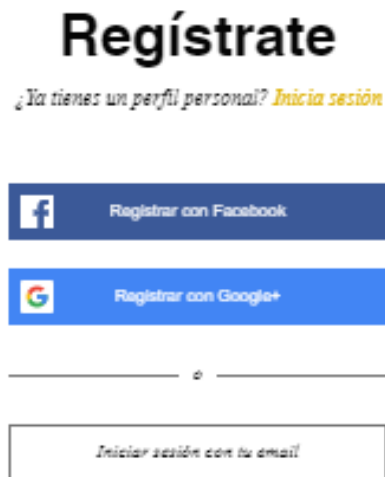 Regístrate
¿Ya tienes un perfil personal? Inicia sesión
Registrar con Facebook
Registrar con Google+
o
Iniciar sesión con tu email